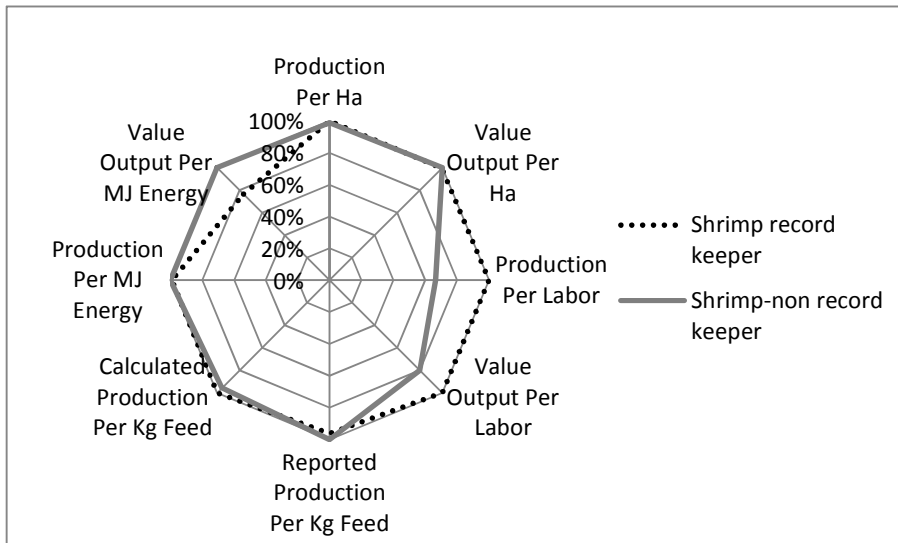 Production
Per Ha
Value
Output Per
Ha
Production
Per Labor
Value
Output Per
Labor
Reported
Production
Per Kg Feed
Calculated
Production
Per Kg Feed
Production
Per MJ
Energy
Value
Output Per
MJ Energy
100%
80%
60%
40%
20%
0%
Shrimp record
keeper
Shrimp-non record
keeper